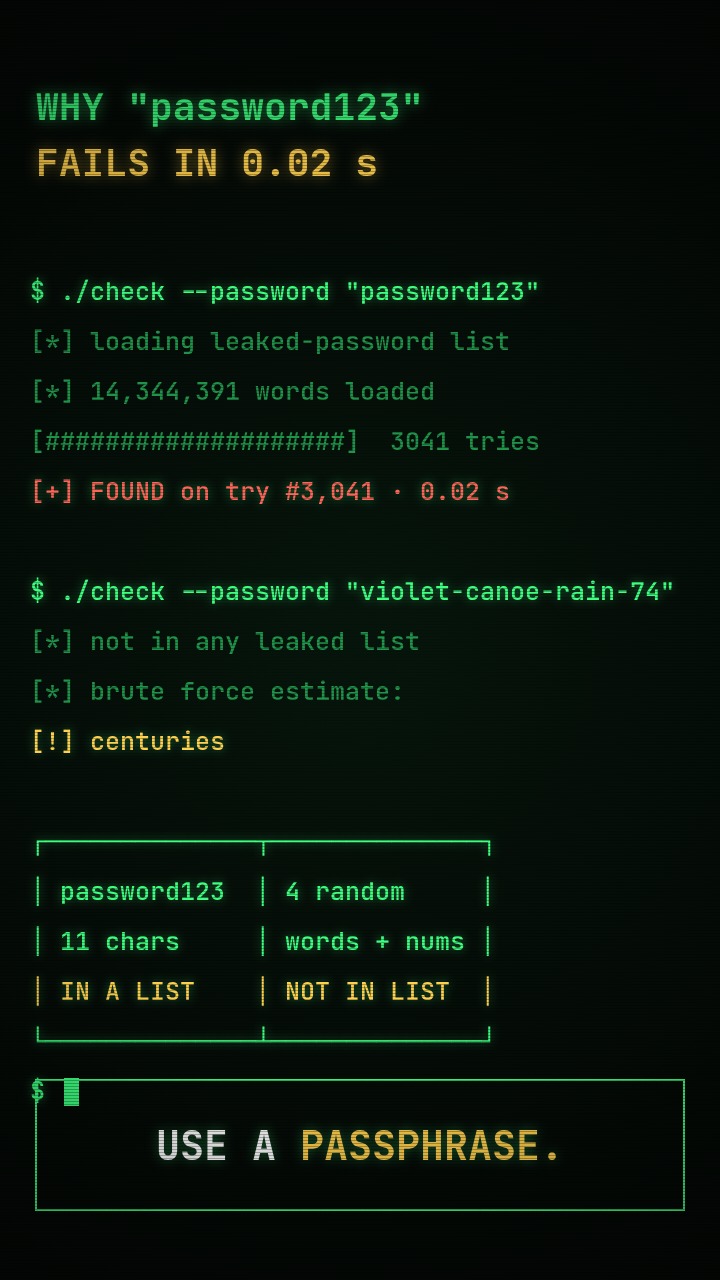 WHY "password123"
FAILS IN 0.02 s
$ ./check --password "password123"
[*] loading leaked-password list
[*] 14,344,391 words loaded
[####################]  3041 tries
[+] FOUND on try #3,041 · 0.02 s
$ ./check --password "violet-canoe-rain-74"
[*] not in any leaked list
[*] brute force estimate:
[!] centuries
│ password123 │ 4 random │
│ 11 chars │ words + nums │
│ IN A LIST │ NOT IN LIST │
$
USE A PASSPHRASE.